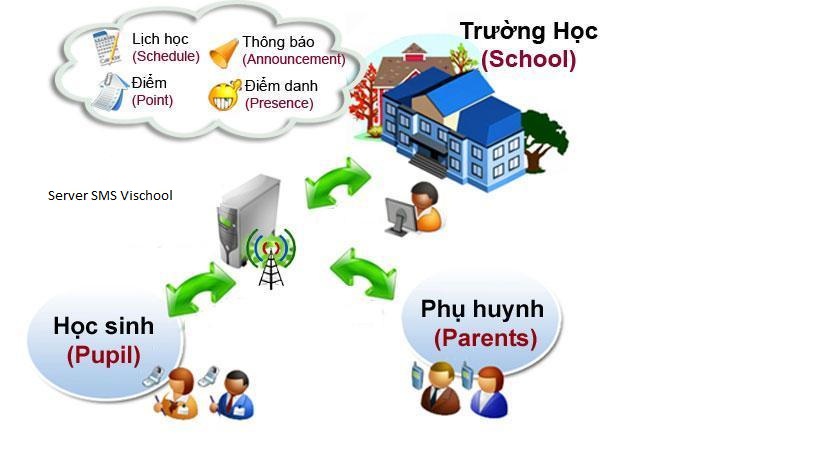 Trường Học
(School)
Lịch học
(Schedule)
Thông báo
(Announcement)
Điểm
(Point)
Điểm danh
(Presence)
Server SMS Vischool
Học sinh
(Pupil)
Phụ huynh
(Parents)